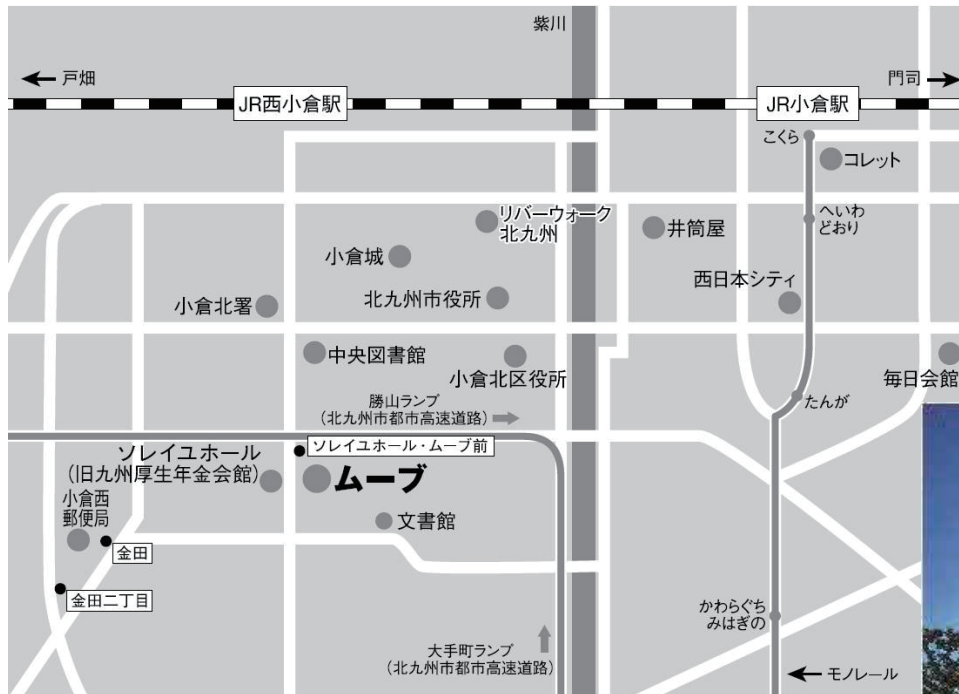 紫川
戸畑
門司
JR西小倉駅
JR小倉駅
こくら
コレット
へいわ
どおり
リバーウォーク
北九州
井筒屋
小倉城
西日本シティ
小倉北署
北九州市役所
中央図書館
小倉北区役所
毎日会館
勝山ランプ
(北九州市都市高速道路)
たんが
ソレイユホール・ムーブ前
ソレイユホール
(旧九州厚生年金会館)
ムーブ
小倉西
郵便局
文書館
金田
金田二丁目
かわらぐち
みはぎの
大手町ランプ
(北九州市都市高速道路)
モノレール